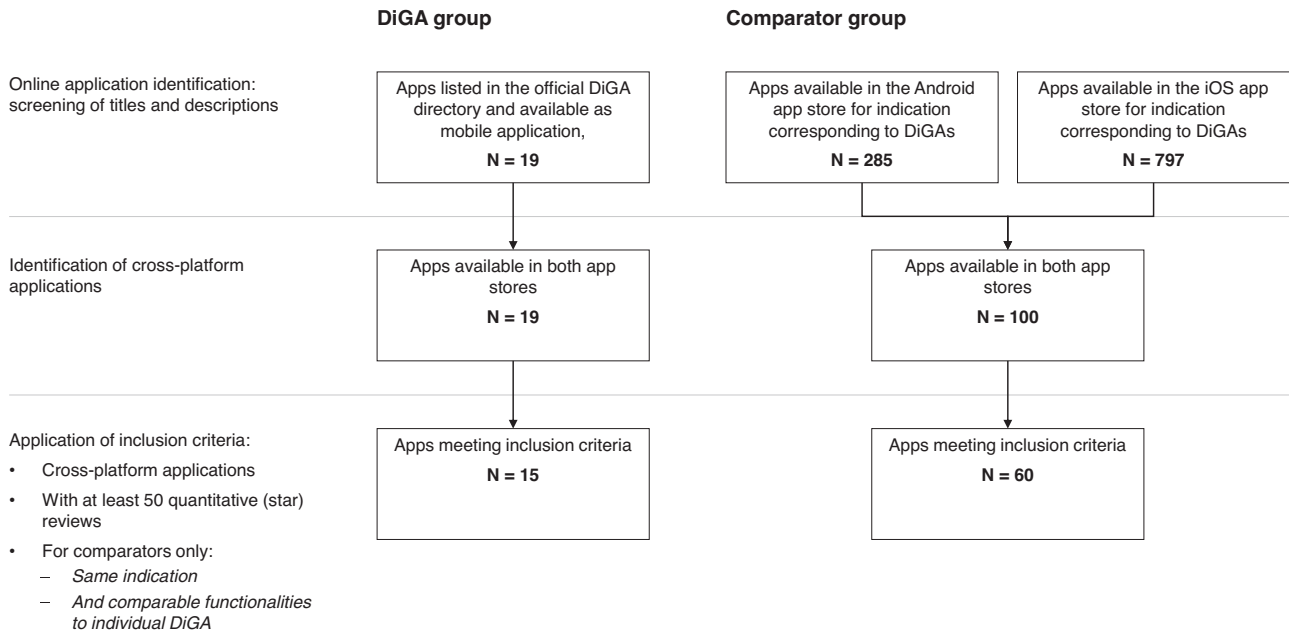 DiGA group
Comparator group
Online application identification:
screening of titles and descriptions
Apps listed in the official DiGA
directory and available as
mobile application,
N = 19
Apps available in the Android
app store for indication
corresponding to DiGAs
N = 285
Apps available in the iOS app
store for indication
corresponding to DiGAs
N = 797
Identification of cross-platform
applications
Apps available in both app
stores
N = 19
Apps available in both app
stores
N = 100
Application of inclusion criteria:
• Cross-platform applications
• With at least 50 quantitative (star)
reviews
• For comparators only:
– Same indication
– And comparable functionalities
to individual DiGA
Apps meeting inclusion criteria
N = 15
Apps meeting inclusion criteria
N = 60